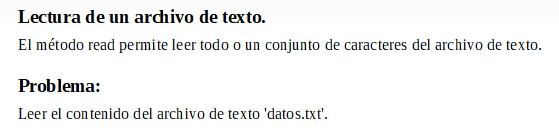 Lectura de un archivo de texto.
El método read permite leer todo o un conjunto de caracteres del archivo de texto.
Problema:
Leer el contenido del archivo de texto 'datos.txt'.